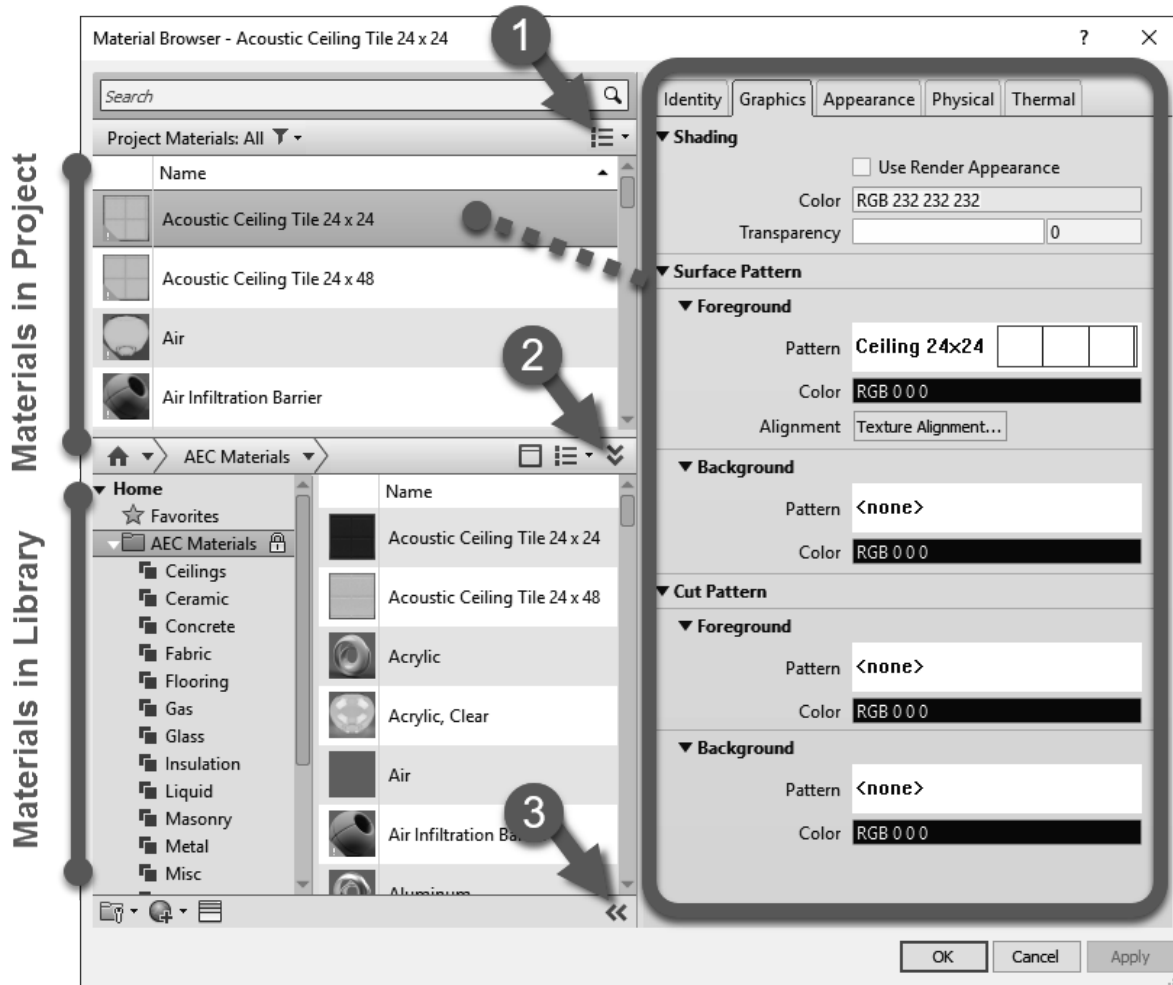 Material Browser - Acoustic Ceiling Tile 24 x 24
?
1
Search
Project Materials: All
Name
Acoustic Ceiling Tile 24 x 24
Acoustic Ceiling Tile 24 x 48
Air
Air Infiltration Barrier
Materials in Project
2
AEC Materials
Home
Favorites
AEC Materials
Ceilings
Ceramic
Concrete
Fabric
Flooring
Gas
Glass
Insulation
Liquid
Masonry
Metal
Misc
Materials in Library
Name
Acoustic Ceiling Tile 24 x 24
Acoustic Ceiling Tile 24 x 48
Acrylic
Acrylic, Clear
Air
Air Infiltration
Aluminum
3
Identity Graphics Appearance Physical Thermal
Shading
Use Render Appearance
Color RGB 232 232 232
Transparency 0
Surface Pattern
Foreground
Pattern Ceiling 24x24
Color RGB 0 0 0
Alignment Texture Alignment...
Background
Pattern <none>
Color RGB 0 0 0
Cut Pattern
Foreground
Pattern <none>
Color RGB 0 0 0
Background
Pattern <none>
Color RGB 0 0 0
OK Cancel Apply